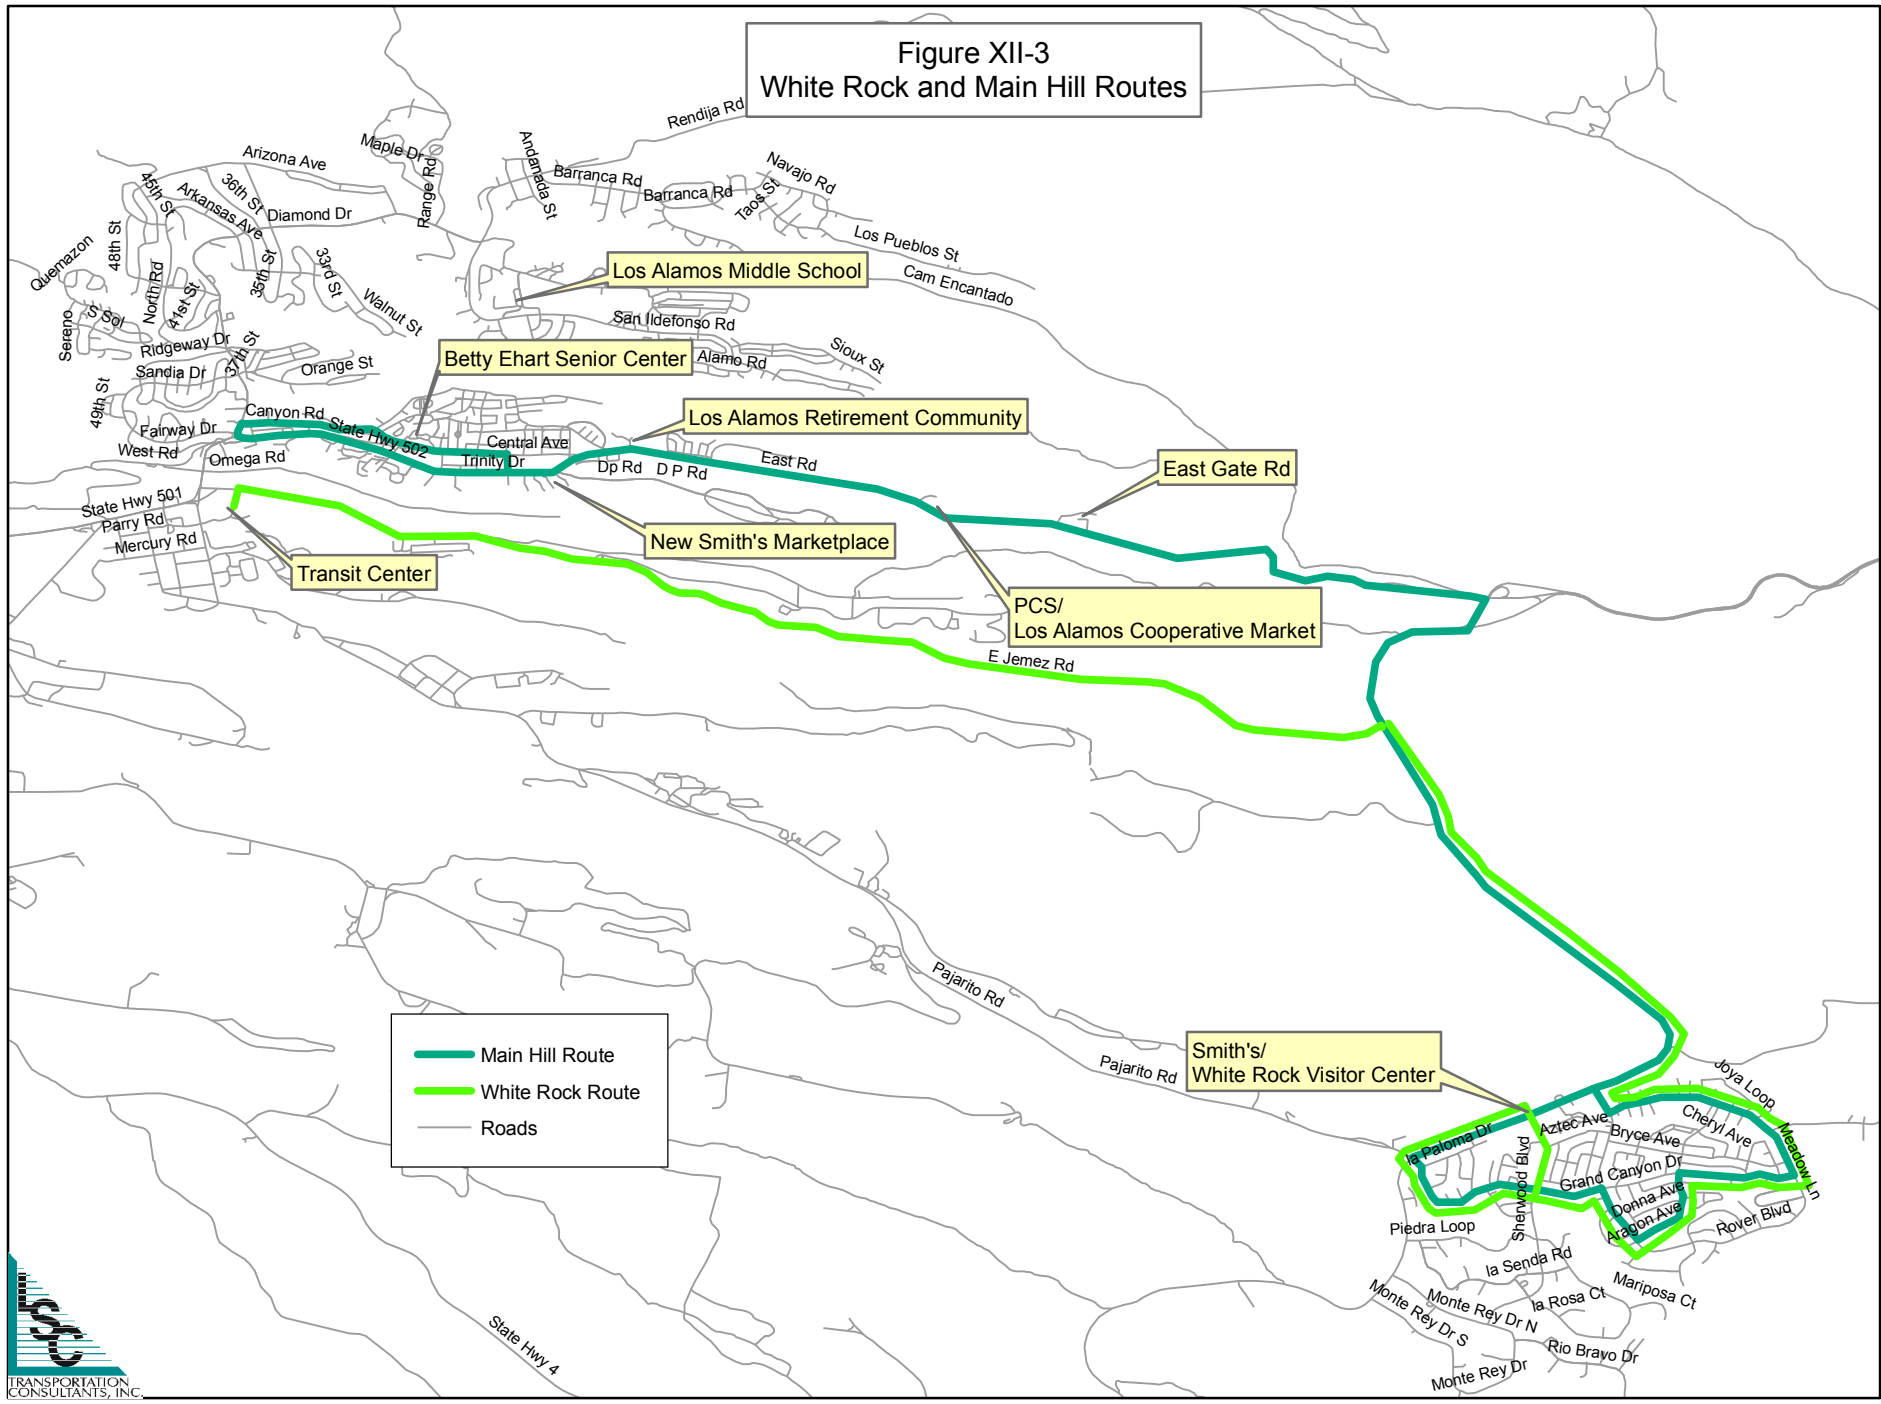 Figure XII-3
White Rock and Main Hill Routes
Rendija Rd
Maple Dr
Arizona Ave
Andamada St
Barranca Rd
Barranca Rd
Navajo Rd
Taos St
Range Rd
45th St
36th St
Arkansas Ave
Diamond Dr
48th St
Quemazon
Los Pueblos St
Cam Encantado
33rd St
35th St
North Rd
41st St
Walnut St
Los Alamos Middle School
San Ildefonso Rd
S Sol
Sereno
Ridgeway Dr
37th St
Sandia Dr
Orange St
Betty Ehart Senior Center
Alamo Rd
Sioux St
49th St
Canyon Rd
Los Alamos Retirement Community
State Hwy 502
Fairway Dr
Central Ave
West Rd
Omega Rd
Trinity Dr
Dp Rd
D P Rd
East Rd
East Gate Rd
State Hwy 501
Parry Rd
Mercury Rd
New Smith's Marketplace
Transit Center
PCS/
Los Alamos Cooperative Market
E Jemez Rd
Pajarito Rd
Pajarito Rd
Main Hill Route
White Rock Route
Roads
Smith's/
White Rock Visitor Center
Joya Loop
Cheryl Ave
Meadow Ln
Aztec Ave
Bryce Ave
la Paloma Dr
Sherwood Blvd
Grand Canyon Dr
Donna Ave
Aragon Ave
Rover Blvd
Piedra Loop
la Senda Rd
Mariposa Ct
la Rosa Ct
Monte Rey Dr N
Monte Rey Dr S
Rio Bravo Dr
Monte Rey Dr
State Hwy 4
LSC
TRANSPORTATION
CONSULTANTS, INC.